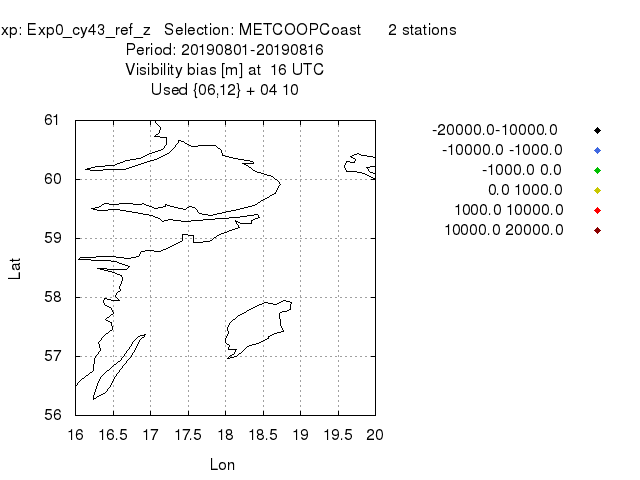 xp: Exp0_cy43_ref_z   Selection: METCOOPCoast      2 stations
Period: 20190801-20190816
Visibility bias [m] at  16 UTC
Used {06,12} + 04 10
-20000.0-10000.0
-10000.0 -1000.0
-1000.0 0.0
0.0 1000.0
1000.0 10000.0
10000.0 20000.0
61
60
59
58
57
56
Lat
16 16.5 17 17.5 18 18.5 19 19.5 20
Lon